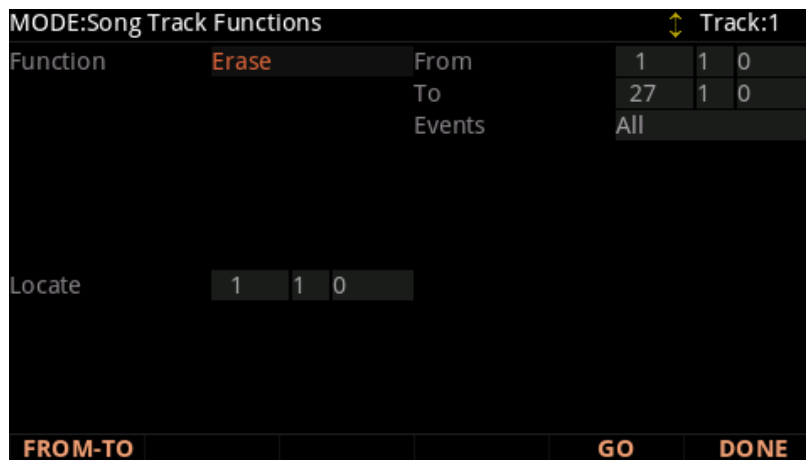 MODE:Song Track Functions ↕ Track:1
Function Erase From 1 1 0
To 27 1 0
Events All
Locate 1 1 0
FROM-TO GO DONE